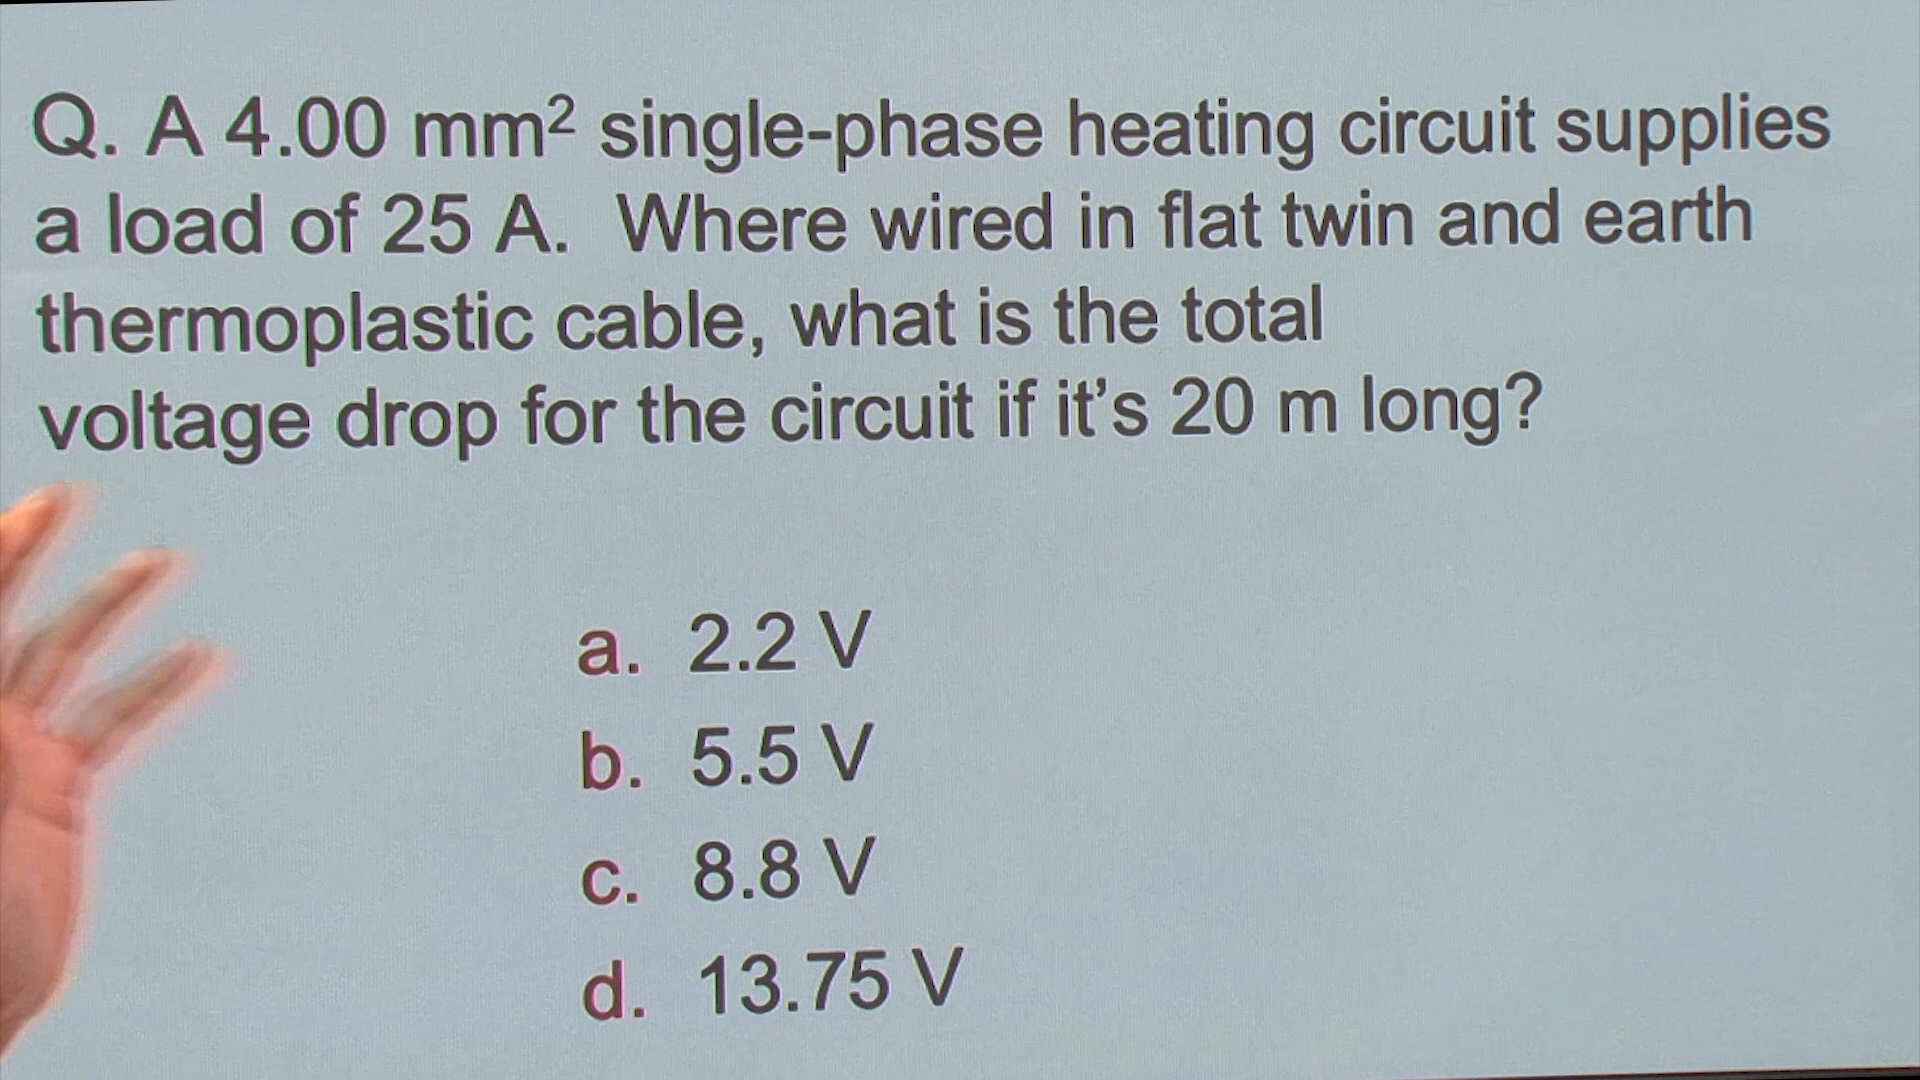 Q. A 4.00 mm² single-phase heating circuit supplies
a load of 25 A. Where wired in flat twin and earth
thermoplastic cable, what is the total
voltage drop for the circuit if it’s 20 m long?
a. 2.2 V
b. 5.5 V
c. 8.8 V
d. 13.75 V